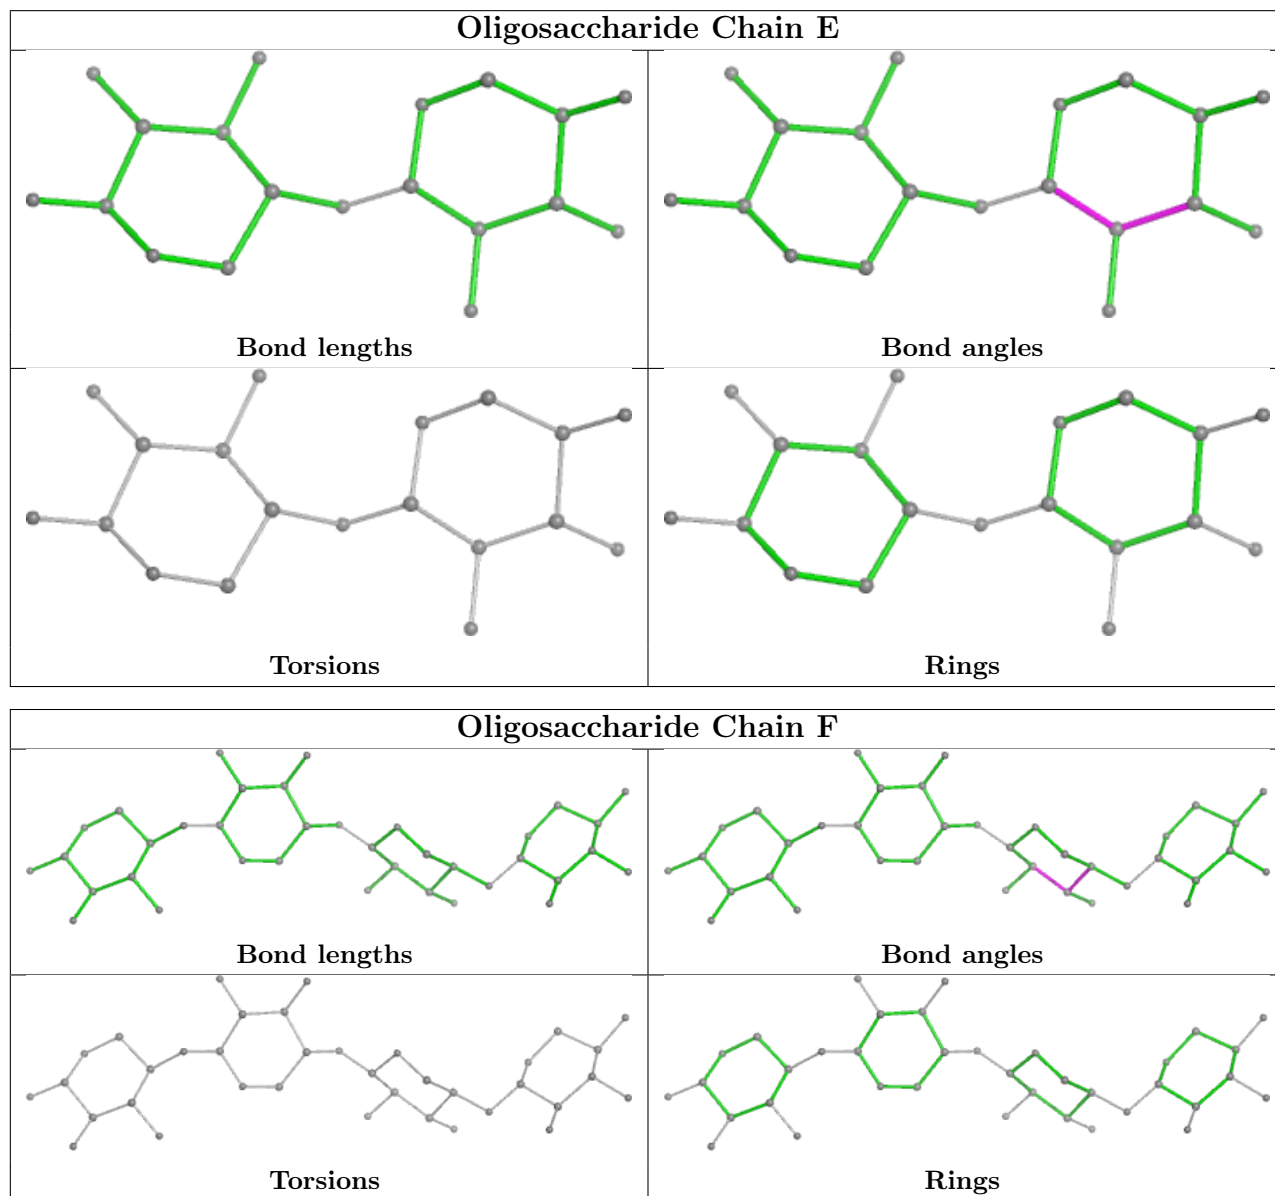 Oligosaccharide Chain E
Bond lengths
Bond angles
Torsions
Rings
Oligosaccharide Chain F
Bond lengths
Bond angles
Torsions
Rings